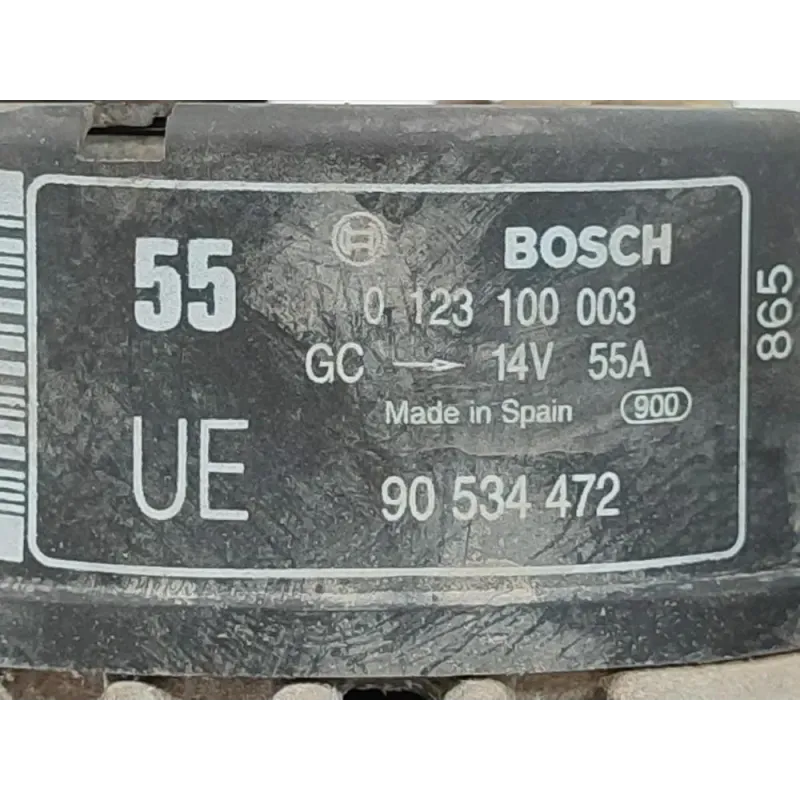 55 BOSCH
0 123 100 003
GC → 14V 55A
Made in Spain 900
UE 90 534 472
865